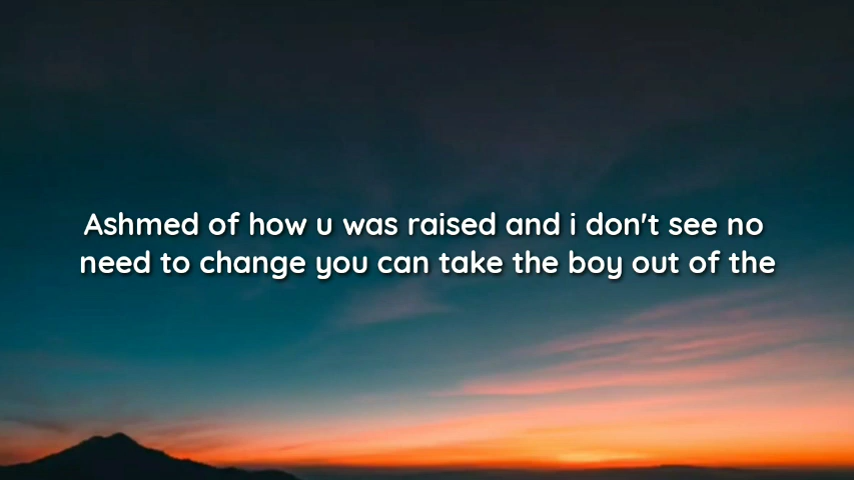 Ashmed of how u was raised and i don't see no
need to change you can take the boy out of the